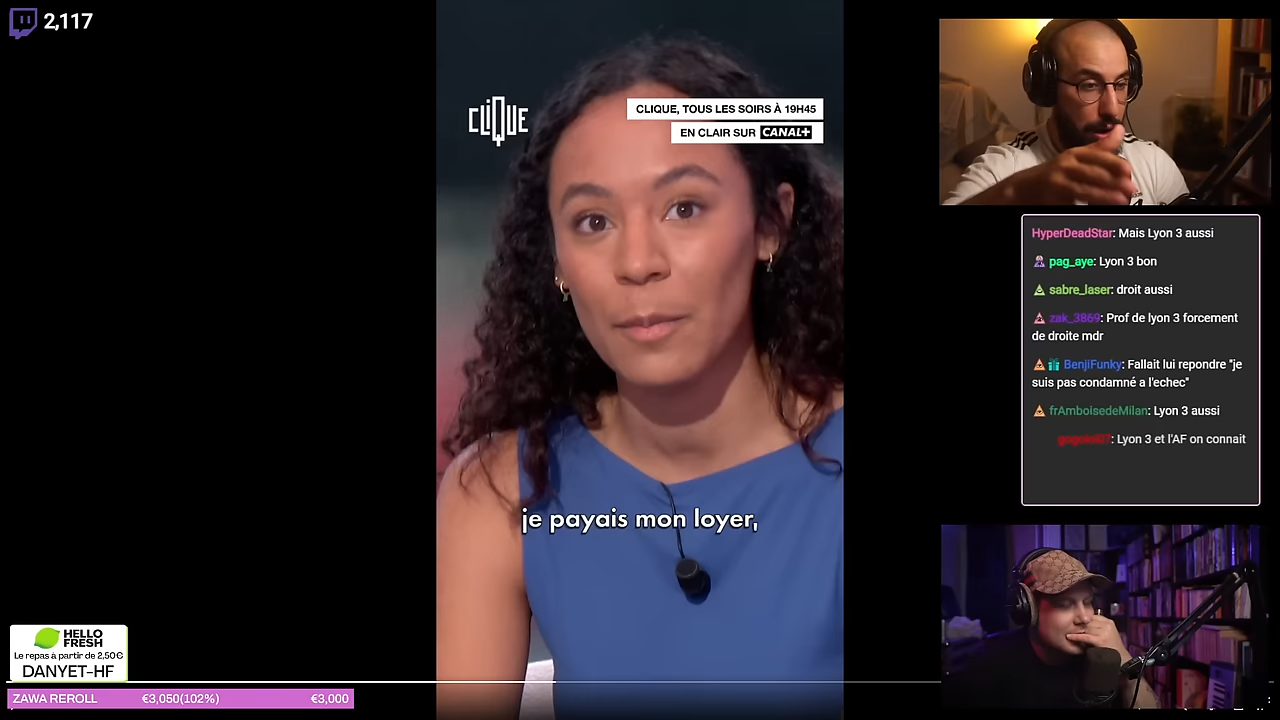 2,117
CLIQUE
CLIQUE, TOUS LES SOIRS À 19H45
EN CLAIR SUR CANAL+
HyperDeadStar: Mais Lyon 3 aussi
pag_aye: Lyon 3 bon
sabre_laser: droit aussi
zak_3869: Prof de lyon 3 forcement
de droite mdr
BenjiFunky: Fallait lui repondre "je
suis pas condamné a l'echec"
frAmboisedeMilan: Lyon 3 aussi
: Lyon 3 et l'AF on connait
je payais mon loyer,
HELLO
FRESH
Le repas à partir de 2,50€
DANYET-HF
ZAWA REROLL €3,050(102%) €3,000